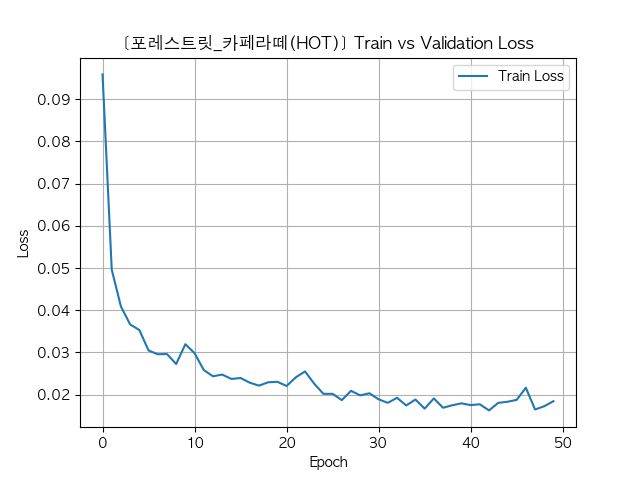 [포레스트릿_카페라떼(HOT)] Train vs Validation Loss
Train Loss
0.09
0.08
0.07
0.06
0.05
0.04
0.03
0.02
Loss
0 10 20 30 40 50
Epoch